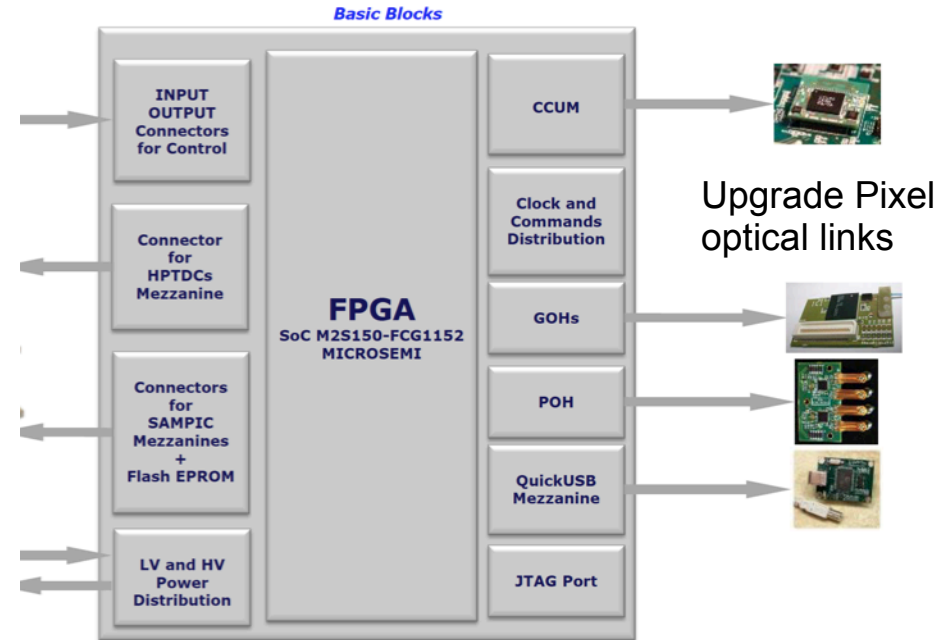 Basic Blocks
INPUT
OUTPUT
Connectors
for Control
Connector
for
HPTDCs
Mezzanine
Connectors
for
SAMPIC
Mezzanines
+
Flash EPROM
LV and HV
Power
Distribution
FPGA
SoC M2S150-FCG1152
MICROSEMI
CCUM
Clock and
Commands
Distribution
GOHs
POH
QuickUSB
Mezzanine
JTAG Port
Upgrade Pixel
optical links